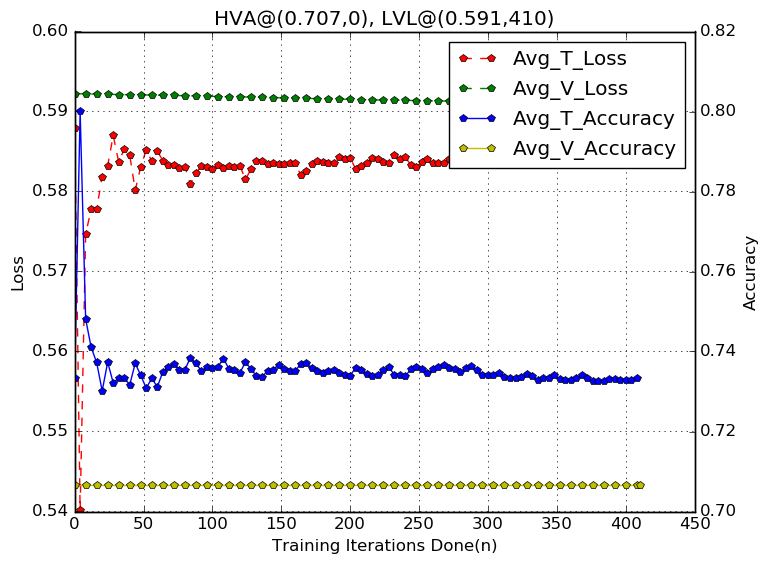 HVA@(0.707,0), LVL@(0.591,410)
0.60
0.59
0.58
0.57
0.56
0.55
0.54
Loss
Avg_T_Loss
Avg_V_Loss
Avg_T_Accuracy
Avg_V_Accuracy
0.82
0.80
0.78
0.76
0.74
0.72
0.70
Accuracy
0 50 100 150 200 250 300 350 400 450
Training Iterations Done(n)